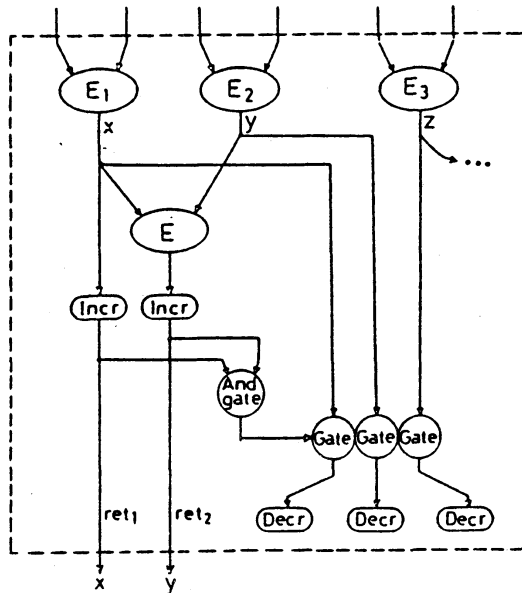 E1 E2 E3
x y z
...
E
Incr Incr
And
gate
Gate Gate Gate
ret1 ret2
Decr Decr Decr
x y